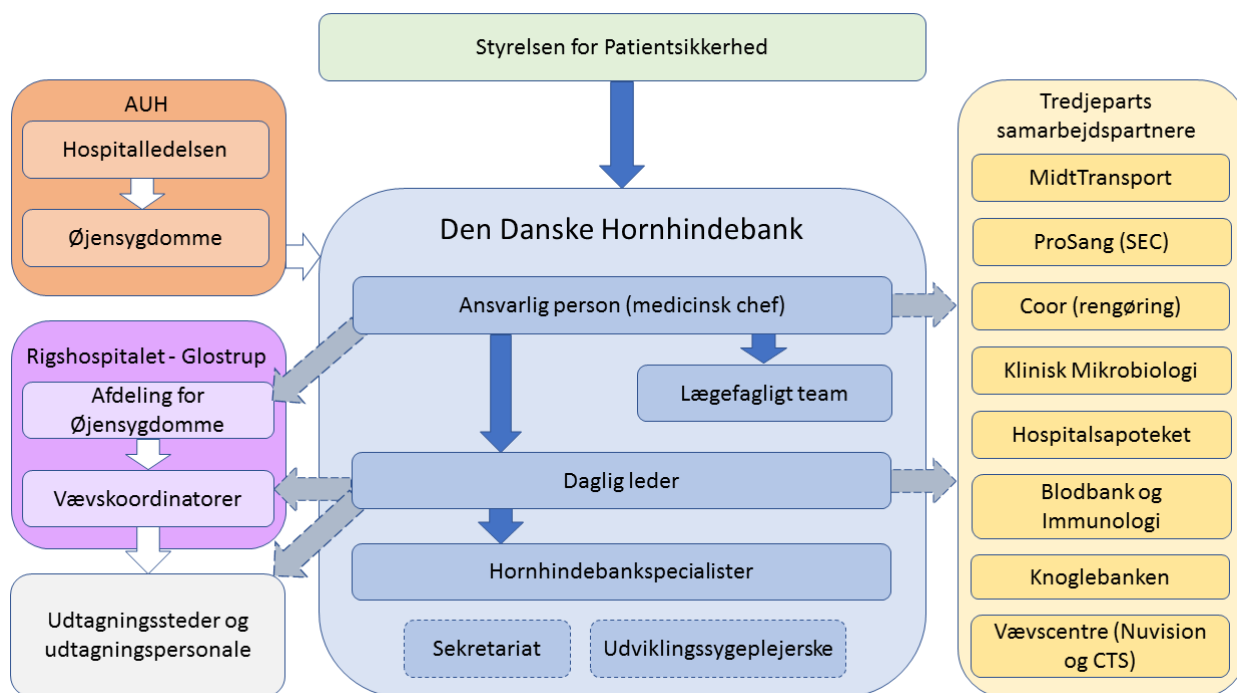 Styrelsen for Patientsikkerhed
AUH
Hospitalledelsen
Øjensygdomme
Rigshospitalet - Glostrup
Afdeling for
Øjensygdomme
Vævskoordinatorer
Udtagningssteder og
udtagningspersonale
Den Danske Hornhindebank
Ansvarlig person (medicinsk chef)
Lægefagligt team
Daglig leder
Hornhindebankspecialister
Sekretariat
Udviklingssygeplejerske
Tredjeparts
samarbejdspartnere
MidtTransport
ProSang (SEC)
Coor (rengøring)
Klinisk Mikrobiologi
Hospitalsapoteket
Blodbank og
Immunologi
Knoglebanken
Vævscentre (Nuvision
og CTS)